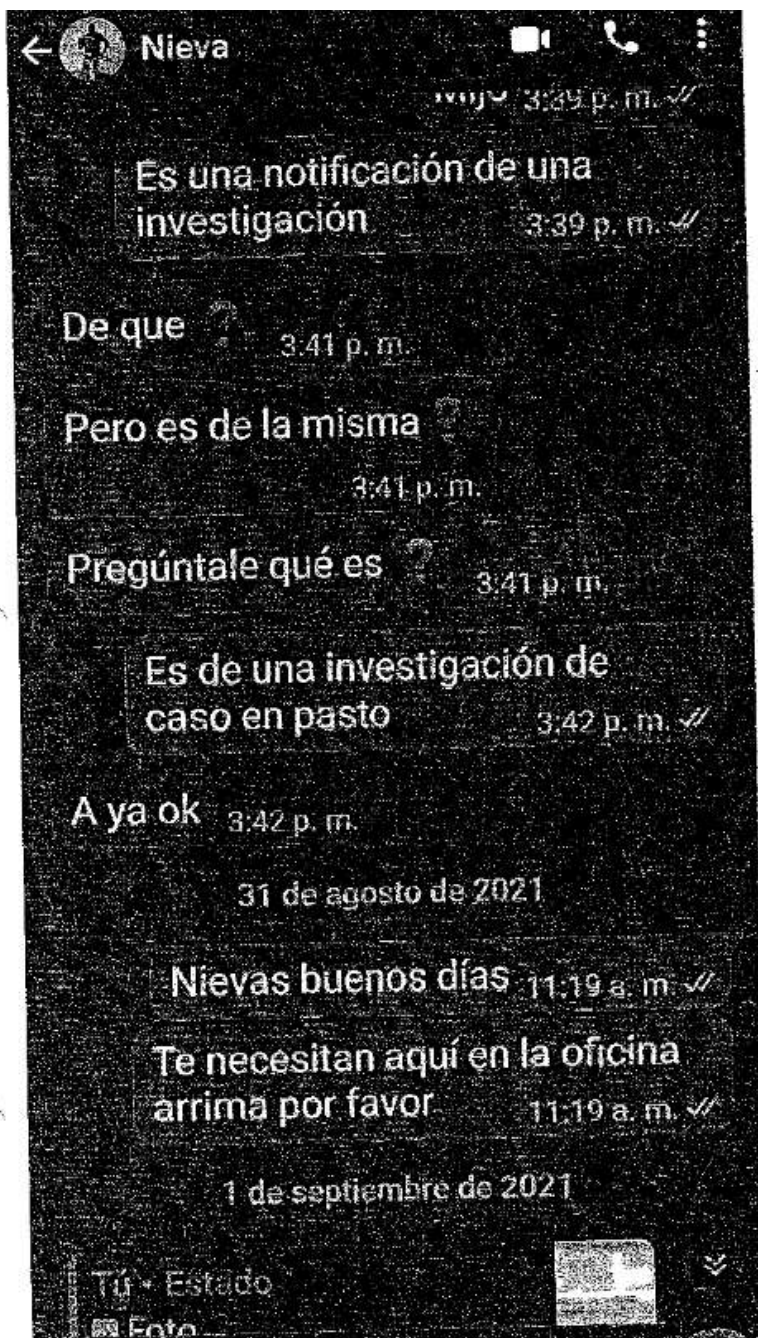 Nieva
3:39 p. m.
Es una notificación de una
investigación 3:39 p. m.
De que ? 3:41 p. m.
Pero es de la misma ?
3:41 p. m.
Pregúntale qué es ? 3:41 p. m.
Es de una investigación de
caso en pasto 3:42 p. m.
A ya ok 3:42 p. m.
31 de agosto de 2021
Nievas buenos días 11:19 a. m.
Te necesitan aquí en la oficina
arrima por favor 11:19 a. m.
1 de septiembre de 2021
Tú • Estado
Foto